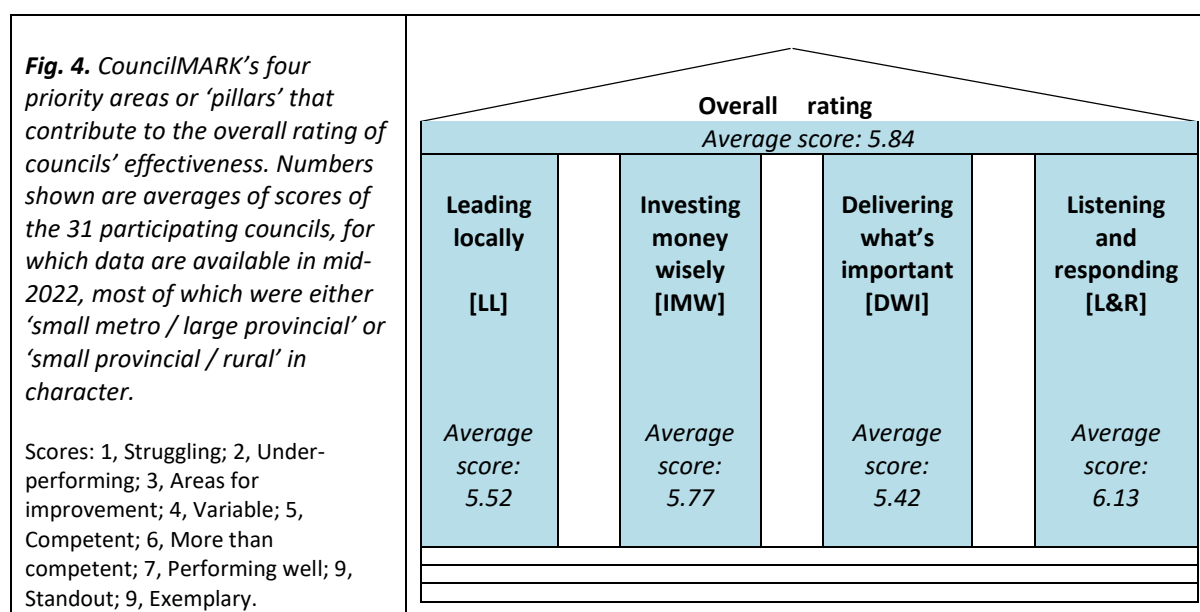 Fig. 4. CouncilMARK's four
priority areas or 'pillars' that
contribute to the overall rating of
councils' effectiveness. Numbers
shown are averages of scores of
the 31 participating councils, for
which data are available in mid-
2022, most of which were either
'small metro / large provincial' or
'small provincial / rural' in
character.
Scores: 1, Struggling; 2, Under-
performing; 3, Areas for
improvement; 4, Variable; 5,
Competent; 6, More than
competent; 7, Performing well; 9,
Standout; 9, Exemplary.
Overall rating
Average score: 5.84
Leading
locally
[LL]
Average
score:
5.52
Investing
money
wisely
[IMW]
Average
score:
5.77
Delivering
what's
important
[DWI]
Average
score:
5.42
Listening
and
responding
[L&R]
Average
score:
6.13